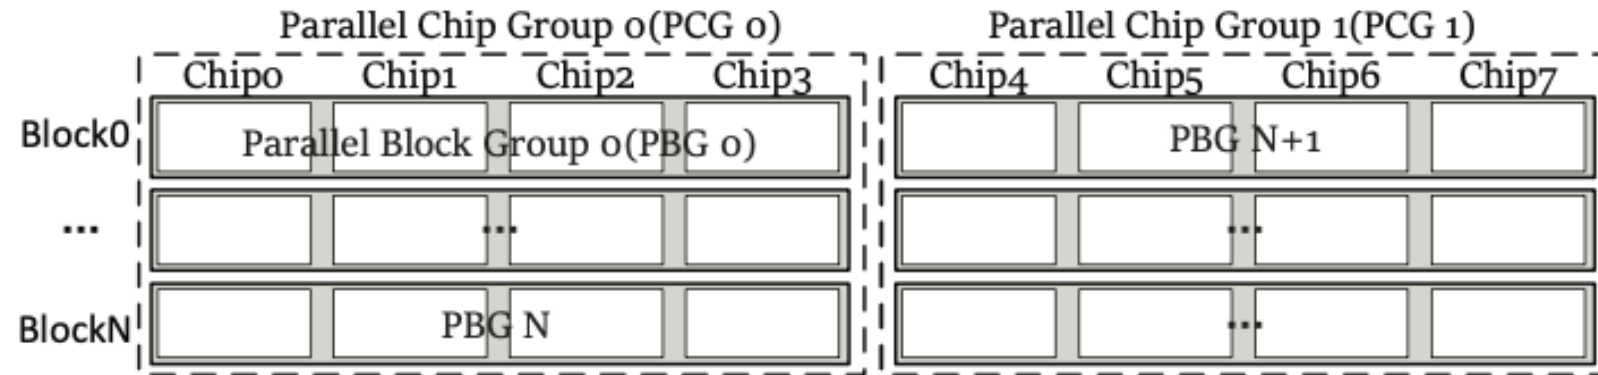 Parallel Chip Group 0(PCG 0) Parallel Chip Group 1(PCG 1)
Chip0 Chip1 Chip2 Chip3 Chip4 Chip5 Chip6 Chip7
Block0 Parallel Block Group 0(PBG 0) PBG N+1
... ... ...
BlockN PBG N ...